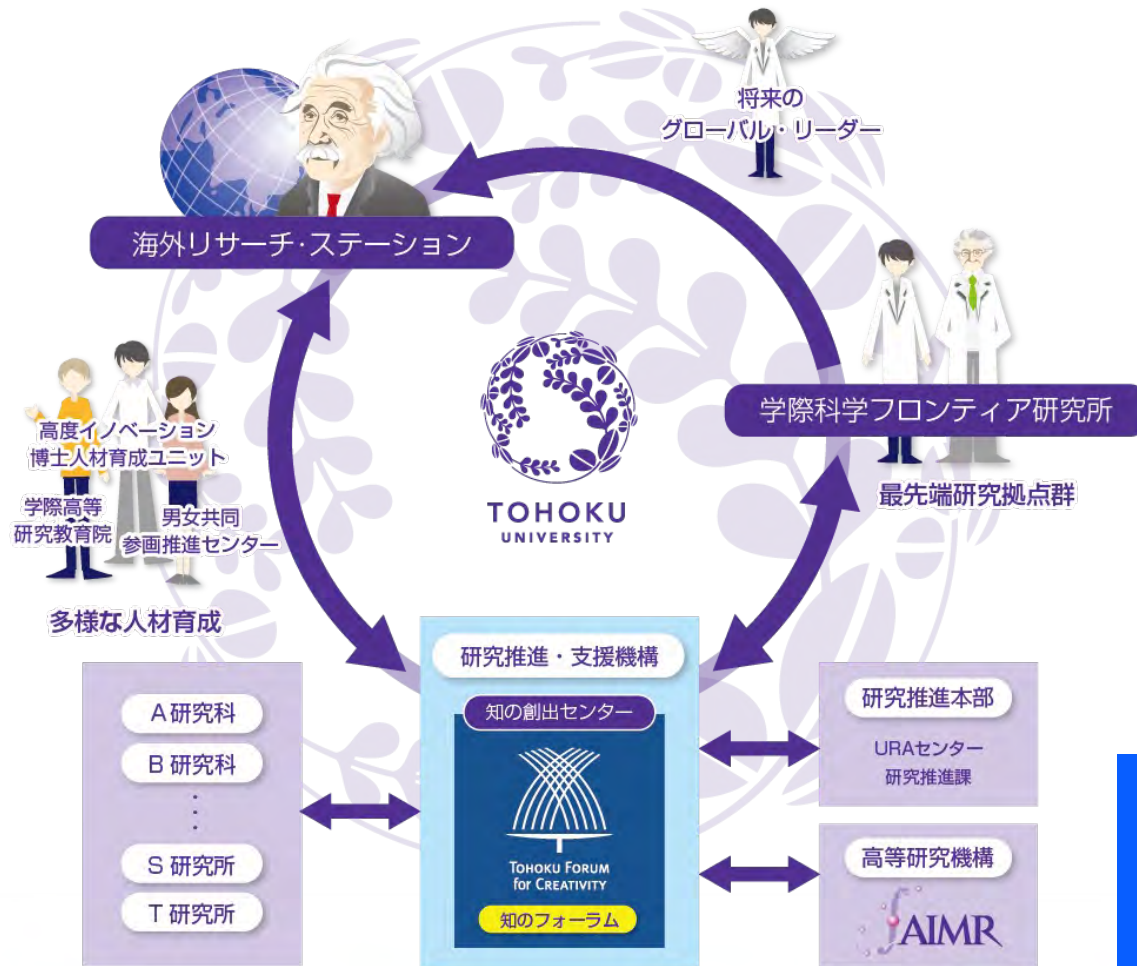 将来の
グローバル・リーダー
海外リサーチ・ステーション
学際科学フロンティア研究所
最先端研究拠点群
高度イノベーション
博士人材育成ユニット
学際高等
研究教育院
男女共同
参画推進センター
多様な人材育成
TOHOKU
UNIVERSITY
A研究科
B研究科
S研究所
T研究所
研究推進・支援機構
知の創出センター
TOHOKU FORUM
for CREATIVITY
知のフォーラム
研究推進本部
URAセンター
研究推進課
高等研究機構
AIMR